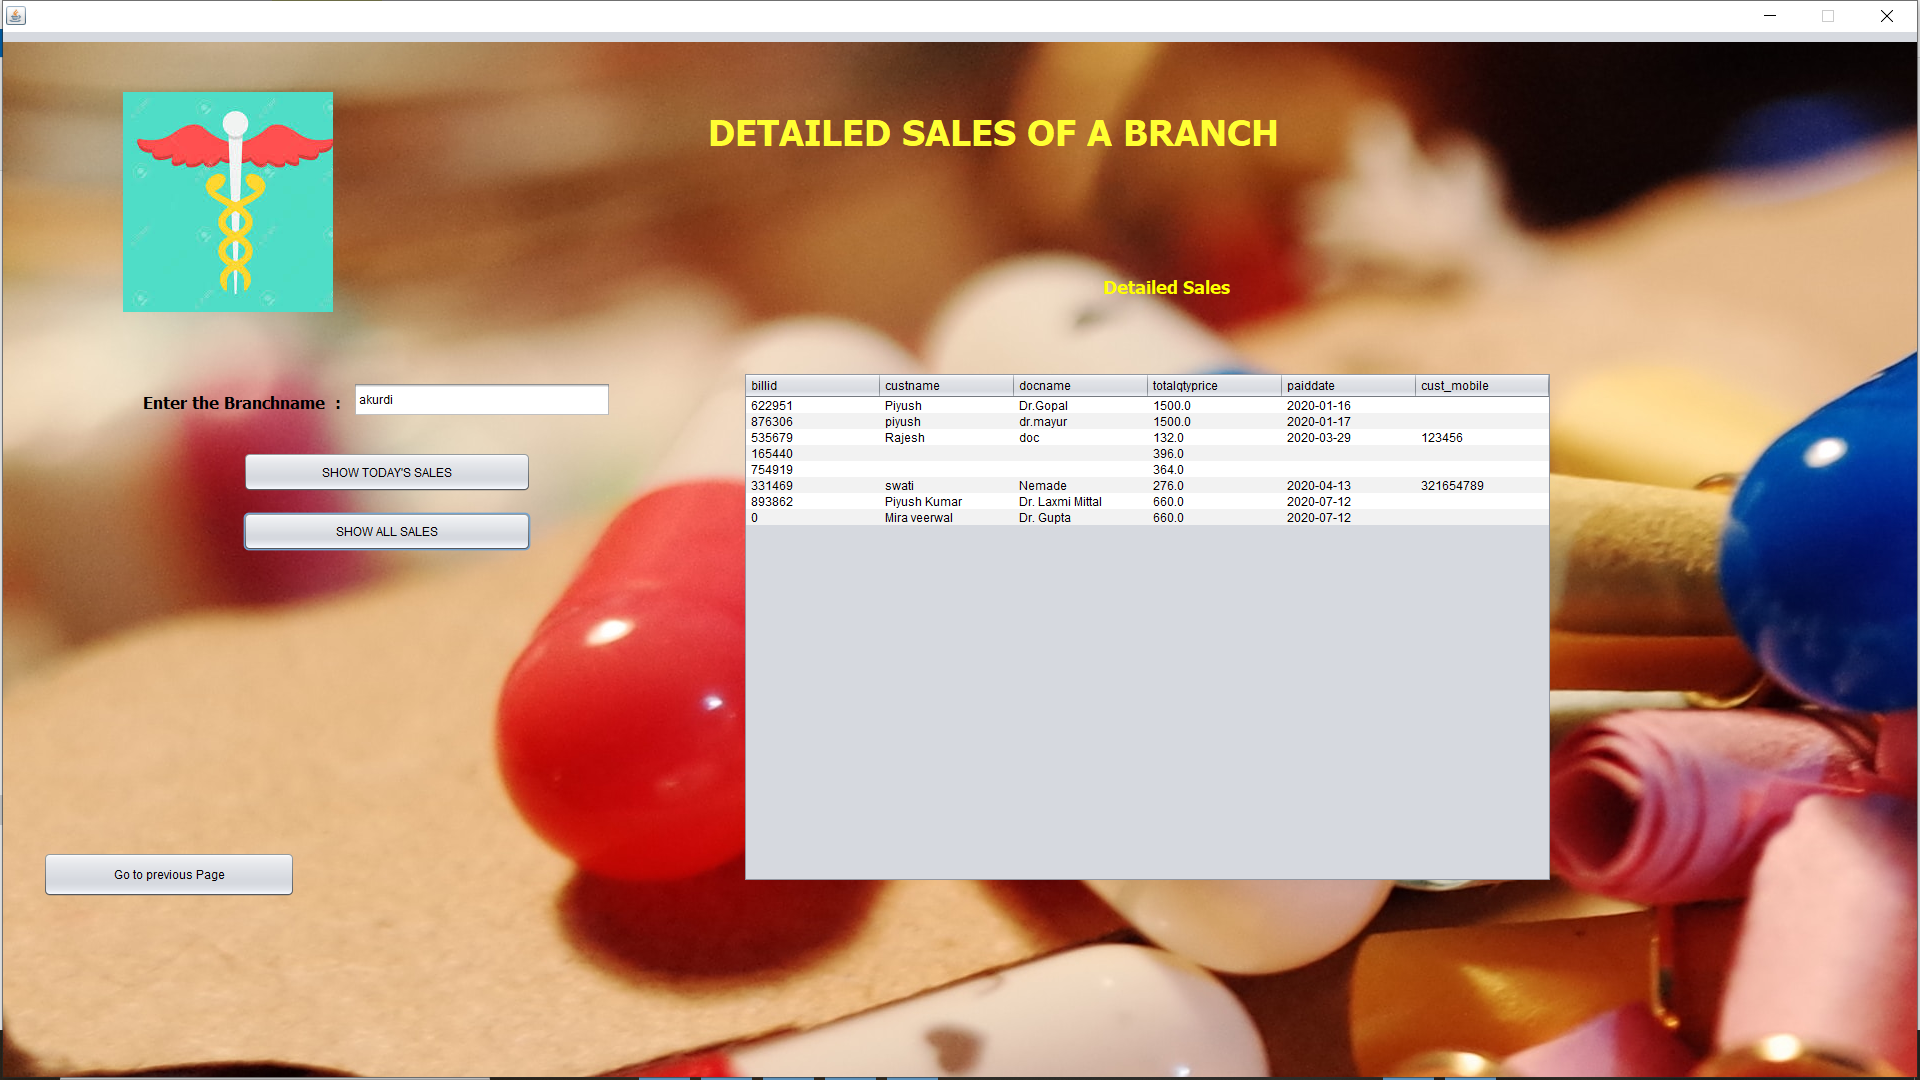 DETAILED SALES OF A BRANCH
Detailed Sales
Enter the Branchname :
akurdi
SHOW TODAY'S SALES
SHOW ALL SALES
Go to previous Page
billid custname docname totalqtyprice paiddate cust_mobile
622951 Piyush Dr.Gopal 1500.0 2020-01-16
876306 piyush dr.mayur 1500.0 2020-01-17
535679 Rajesh doc 132.0 2020-03-29 123456
165440 396.0
754919 364.0
331469 swati Nemade 276.0 2020-04-13 321654789
893862 Piyush Kumar Dr. Laxmi Mittal 660.0 2020-07-12
0 Mira veerwal Dr. Gupta 660.0 2020-07-12